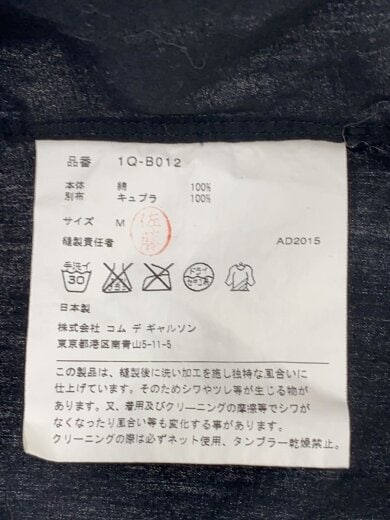 品番 1Q-B012
本体 綿 100%
別布 キュプラ 100%
サイズ M
佐藤
縫製責任者 AD2015
手洗イ
30
ドライ
日本製
株式会社 コム デ ギャルソン
東京都港区南青山5-11-5
この製品は、縫製後に洗い加工を施し独特な風合いに
仕上げています。そのためシワやツレ等が生じる物が
あります。又、着用及びクリーニングの摩擦等でシワが
なくなったり風合い等も変化する事があります。
クリーニングの際は必ずネット使用、タンブラー乾燥禁止。